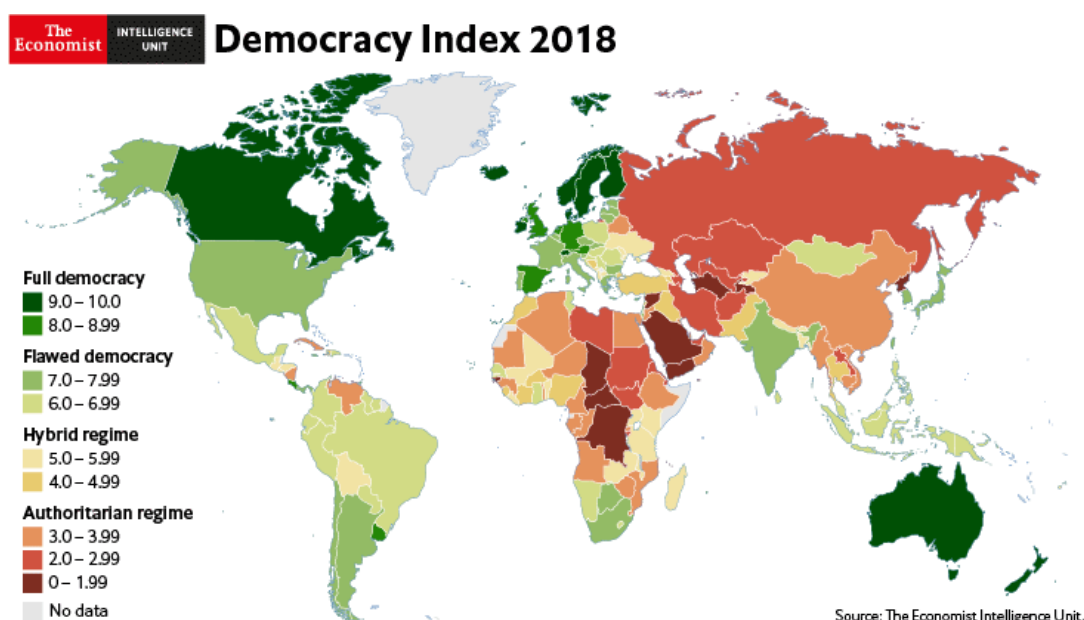 The
Economist
INTELLIGENCE
UNIT
Democracy Index 2018
Full democracy
9.0 – 10.0
8.0 – 8.99
Flawed democracy
7.0 – 7.99
6.0 – 6.99
Hybrid regime
5.0 – 5.99
4.0 – 4.99
Authoritarian regime
3.0 – 3.99
2.0 – 2.99
0 – 1.99
No data
Source: The Economist Intelligence Unit.